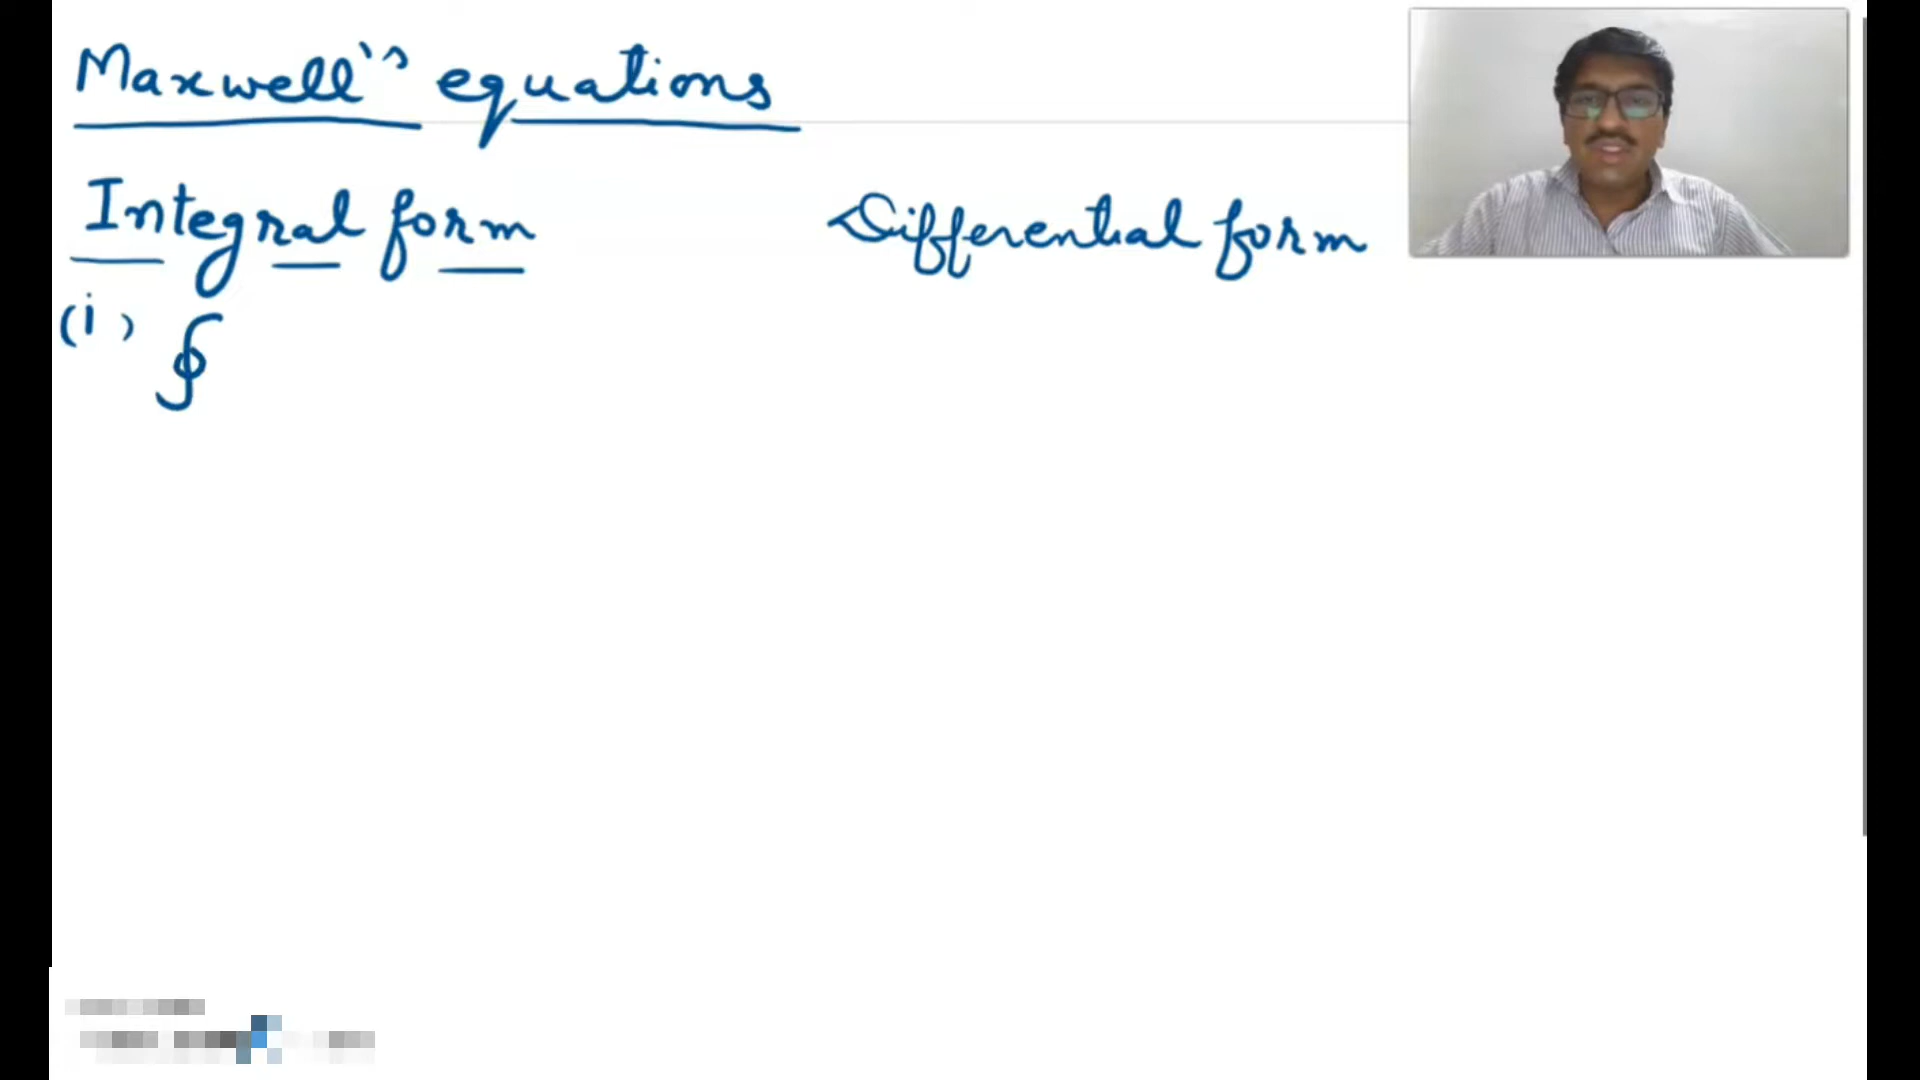 Maxwell's equations
Integral form
Differential form
(i) ∮